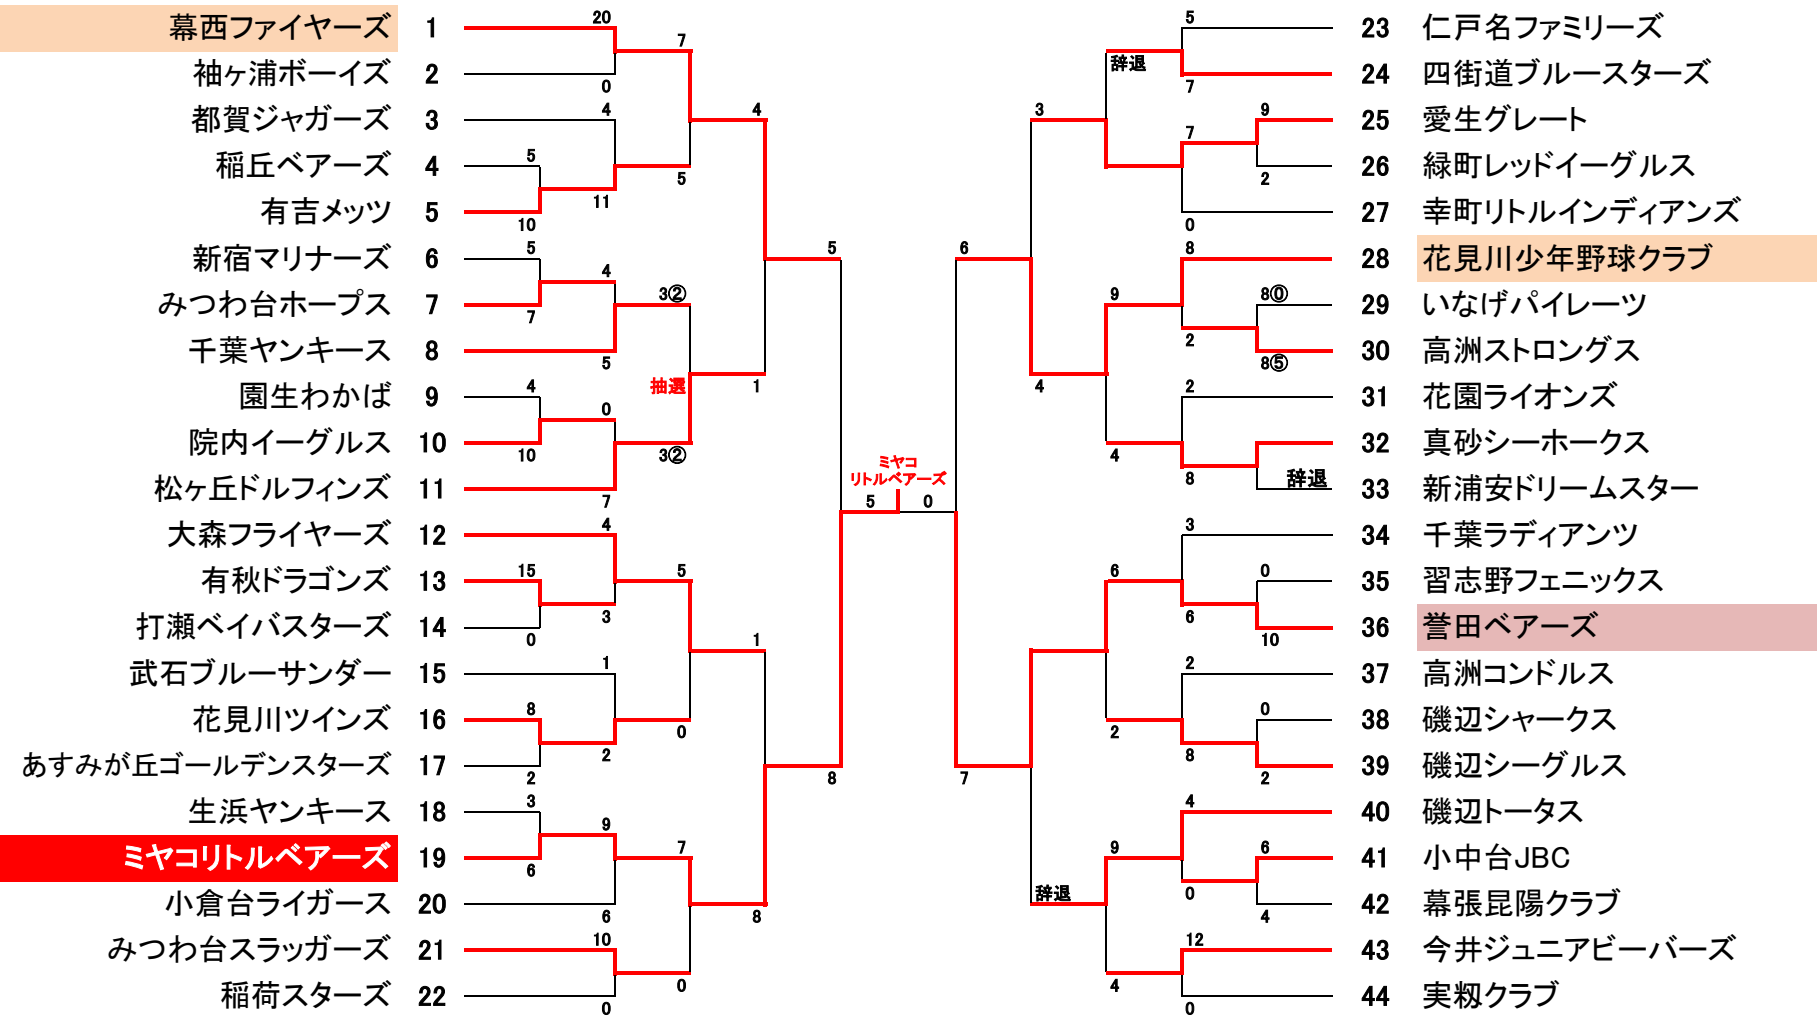 幕西ファイヤーズ 1
袖ヶ浦ボーイズ 2
都賀ジャガーズ 3
稲丘ベアーズ 4
有吉メッツ 5
新宿マリナーズ 6
みつわ台ホープス 7
千葉ヤンキース 8
園生わかば 9
院内イーグルス 10
松ヶ丘ドルフィンズ 11
大森フライヤーズ 12
有秋ドラゴンズ 13
打瀬ベイバスターズ 14
武石ブルーサンダー 15
花見川ツインズ 16
あすみが丘ゴールデンスターズ 17
生浜ヤンキース 18
ミヤコリトルベアーズ 19
小倉台ライガース 20
みつわ台スラッガーズ 21
稲荷スターズ 22
5
10
5
7
4
10
15
0
8
2
3
6
20
0
4
11
4
5
0
7
4
3
1
2
9
6
10
0
7
5
3②
抽選
3②
5
0
7
0
4
1
1
8
5
8
ミヤコ
リトルベアーズ
5 0
6
7
3
4
辞退
辞退
9
4
6
2
9
4
5
7
7
0
8
2
2
8
3
6
2
8
4
0
12
0
9
2
8⓪
8⑤
辞退
0
10
0
2
6
4
23 仁戸名ファミリーズ
24 四街道ブルースターズ
25 愛生グレート
26 緑町レッドイーグルス
27 幸町リトルインディアンズ
28 花見川少年野球クラブ
29 いなげパイレーツ
30 高洲ストロングス
31 花園ライオンズ
32 真砂シーホークス
33 新浦安ドリームスター
34 千葉ラディアンツ
35 習志野フェニックス
36 誉田ベアーズ
37 高洲コンドルス
38 磯辺シャークス
39 磯辺シーグルス
40 磯辺トータス
41 小中台JBC
42 幕張昆陽クラブ
43 今井ジュニアビーバーズ
44 実籾クラブ